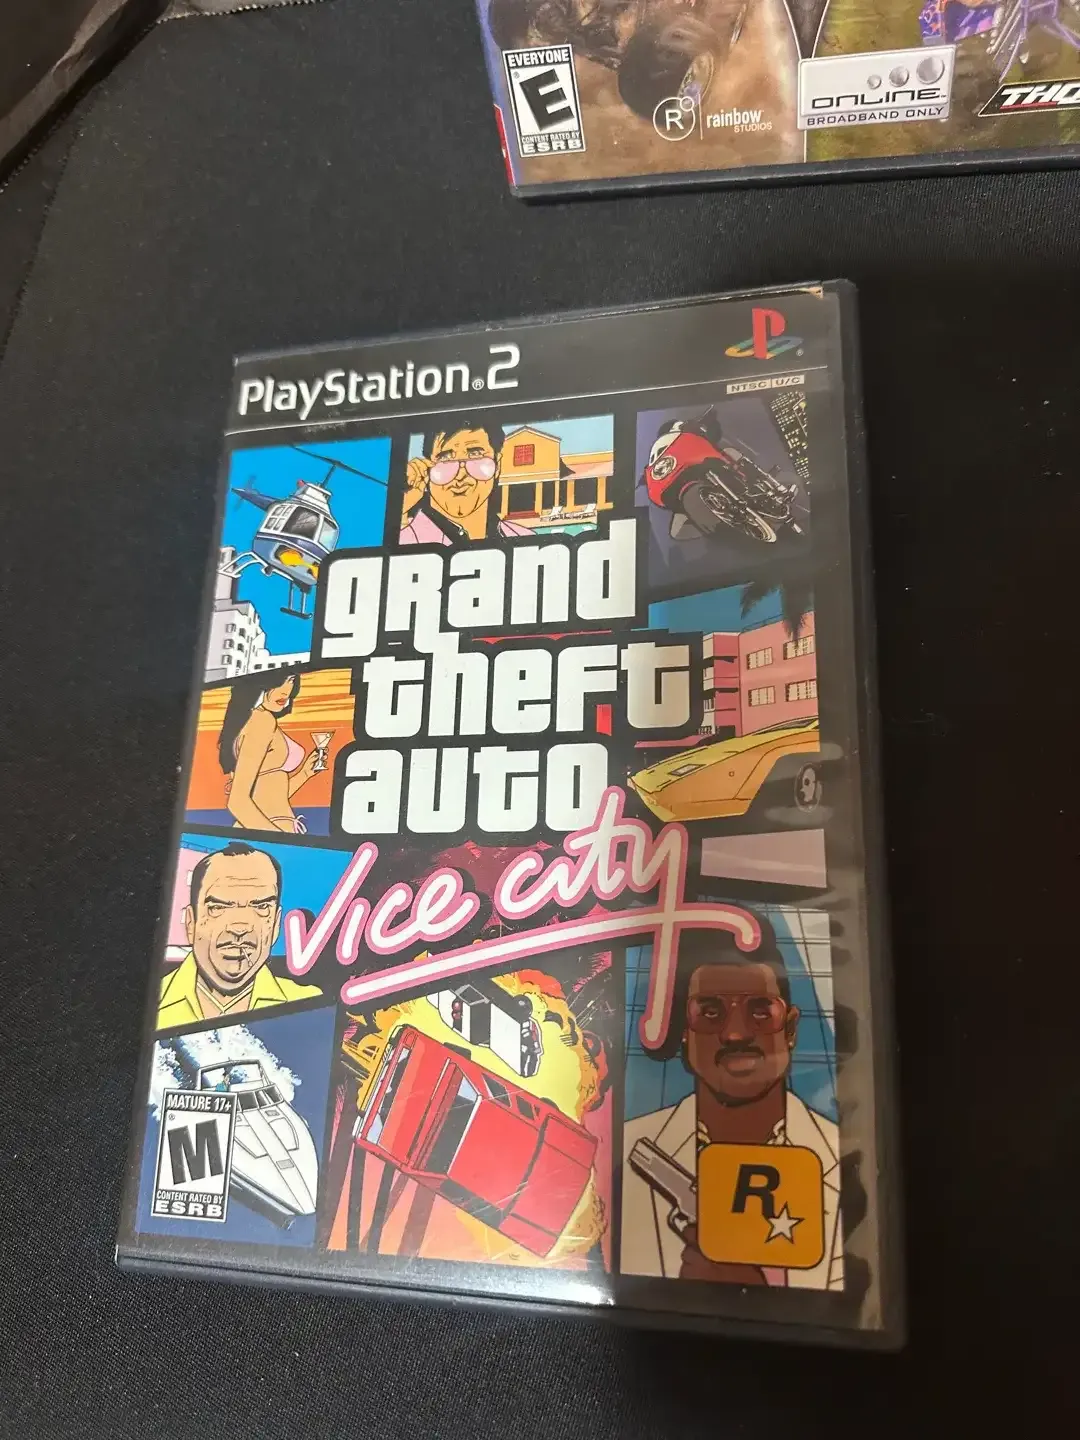 EVERYONE
E
CONTENT RATED BY
ESRB
R
rainbow
STUDIOS
ONLINE
BROADBAND ONLY
THQ
PlayStation®2
NTSC U/C
grand
theft
auto
Vice City
MATURE 17+
M
CONTENT RATED BY
ESRB
R